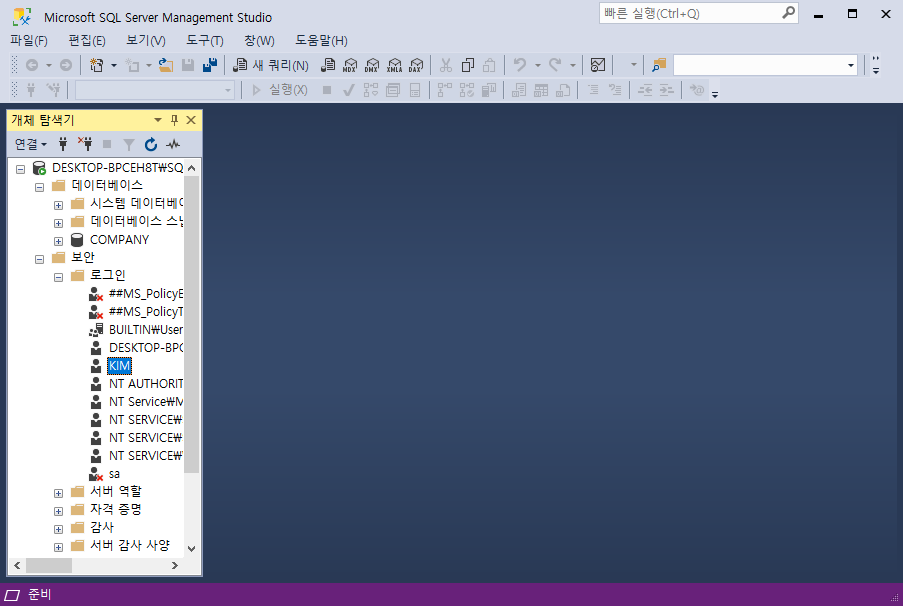 Microsoft SQL Server Management Studio
빠른 실행(Ctrl+Q)
파일(F) 편집(E) 보기(V) 도구(T) 창(W) 도움말(H)
새 쿼리(N) MDX DMX XMLA DAX
실행(X)
개체 탐색기
연결
DESKTOP-BPCEH8T₩SQ
데이터베이스
시스템 데이터베이
데이터베이스 스냅
COMPANY
보안
로그인
##MS_PolicyE
##MS_PolicyT
BUILTIN₩User
DESKTOP-BPC
KIM
NT AUTHORIT
NT Service₩M
NT SERVICE₩
NT SERVICE₩
NT SERVICE₩
sa
서버 역할
자격 증명
감사
서버 감사 사양
준비